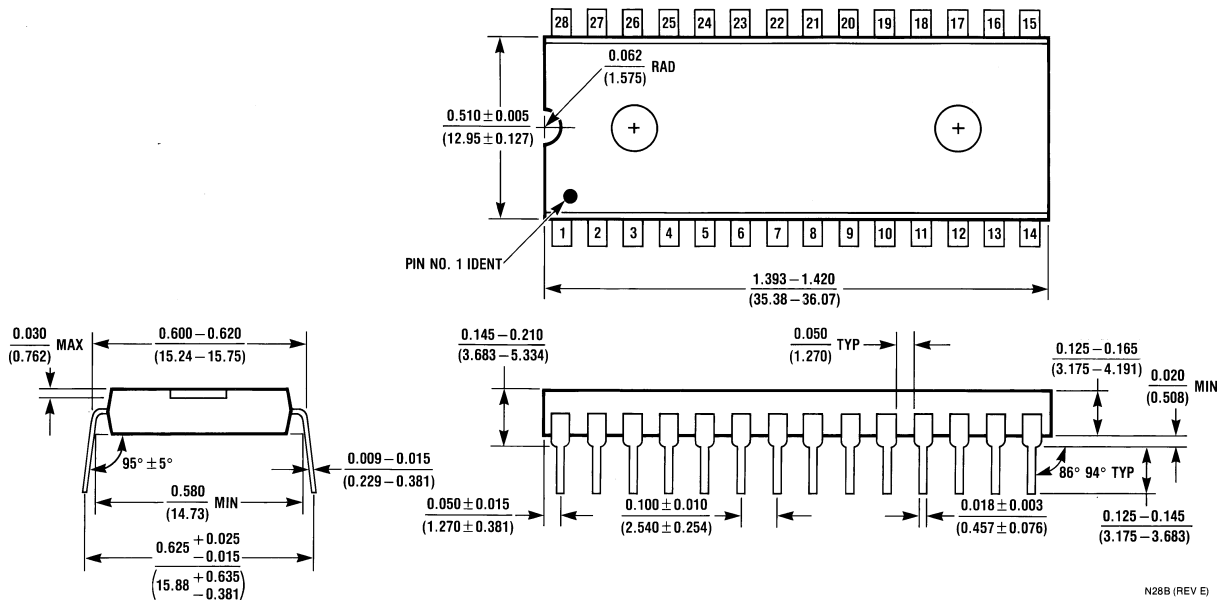 28 27 26 25 24 23 22 21 20 19 18 17 16 15
0.062
(1.575)
RAD
0.510 ± 0.005
(12.95 ± 0.127)
1 2 3 4 5 6 7 8 9 10 11 12 13 14
PIN NO. 1 IDENT
1.393 – 1.420
(35.38 – 36.07)
0.030
(0.762)
MAX
0.600 – 0.620
(15.24 – 15.75)
95° ± 5°
0.009 – 0.015
(0.229 – 0.381)
0.580
(14.73)
MIN
0.625 + 0.025
– 0.015
(15.88 + 0.635
– 0.381)
0.145 – 0.210
(3.683 – 5.334)
0.050
(1.270)
TYP
0.125 – 0.165
(3.175 – 4.191)
0.020
(0.508)
MIN
86° 94° TYP
0.050 ± 0.015
(1.270 ± 0.381)
0.100 ± 0.010
(2.540 ± 0.254)
0.018 ± 0.003
(0.457 ± 0.076)
0.125 – 0.145
(3.175 – 3.683)
N28B (REV E)